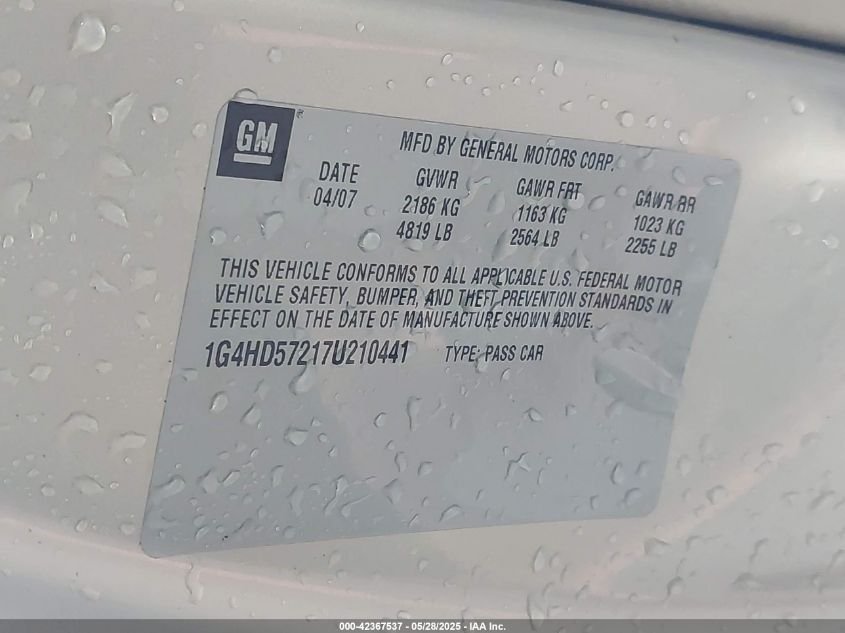 GM ®
MFD BY GENERAL MOTORS CORP.
DATE GVWR GAWR FRT GAWR RR
04/07 2186 KG 1163 KG 1023 KG
4819 LB 2564 LB 2255 LB
THIS VEHICLE CONFORMS TO ALL APPLICABLE U.S. FEDERAL MOTOR
VEHICLE SAFETY, BUMPER, AND THEFT PREVENTION STANDARDS IN
EFFECT ON THE DATE OF MANUFACTURE SHOWN ABOVE.
1G4HD57217U210441 TYPE: PASS CAR
000-42367537 - 05/28/2025 - IAA Inc.